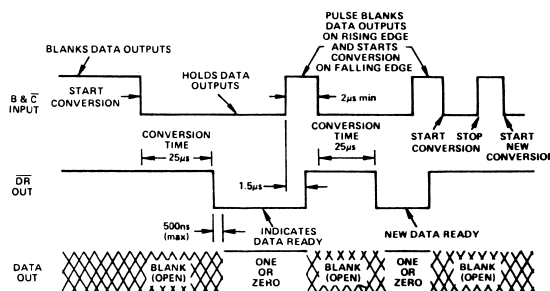 PULSE BLANKS
DATA OUTPUTS
ON RISING EDGE
AND STARTS
CONVERSION
ON FALLING EDGE
BLANKS DATA OUTPUTS
START
CONVERSION
HOLDS DATA
OUTPUTS
B & C̅
INPUT
2µs min
CONVERSION
TIME
25µs
CONVERSION
TIME
25µs
START
CONVERSION
STOP
START
NEW
CONVERSION
D̅R̅
OUT
1.5µs
500ns
(max)
INDICATES
DATA READY
NEW DATA READY
DATA
OUT
BLANK
(OPEN)
ONE
OR
ZERO
BLANK
(OPEN)
ONE
OR
ZERO
BLANK
(OPEN)